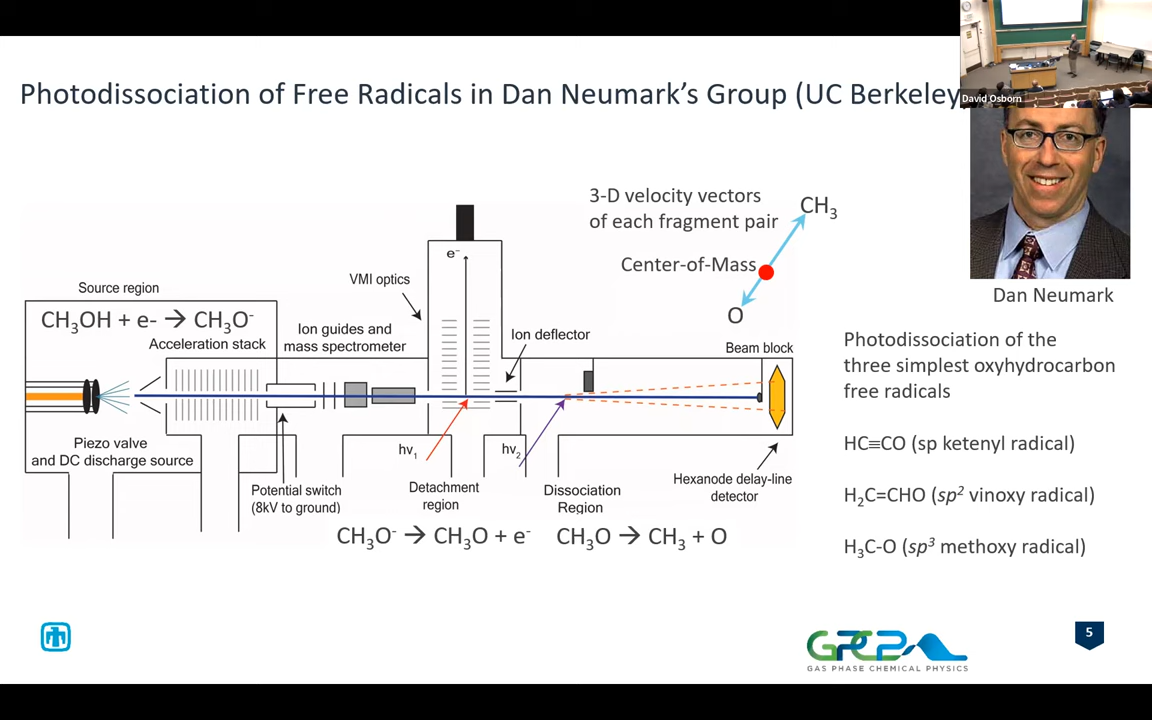 David Osborn
Photodissociation of Free Radicals in Dan Neumark's Group (UC Berkeley
3-D velocity vectors
of each fragment pair
CH₃
Center-of-Mass
O
Dan Neumark
e⁻
VMI optics
Source region
CH₃OH + e- → CH₃O⁻
Acceleration stack
Ion guides and
mass spectrometer
Ion deflector
Beam block
Piezo valve
and DC discharge source
hv₁
hv₂
Potential switch
(8kV to ground)
Detachment
region
Dissociation
Region
Hexanode delay-line
detector
CH₃O⁻ → CH₃O + e⁻
CH₃O → CH₃ + O
Photodissociation of the
three simplest oxyhydrocarbon
free radicals
HC≡CO (sp ketenyl radical)
H₂C=CHO (sp² vinoxy radical)
H₃C-O (sp³ methoxy radical)
GPCP
GAS PHASE CHEMICAL PHYSICS
5